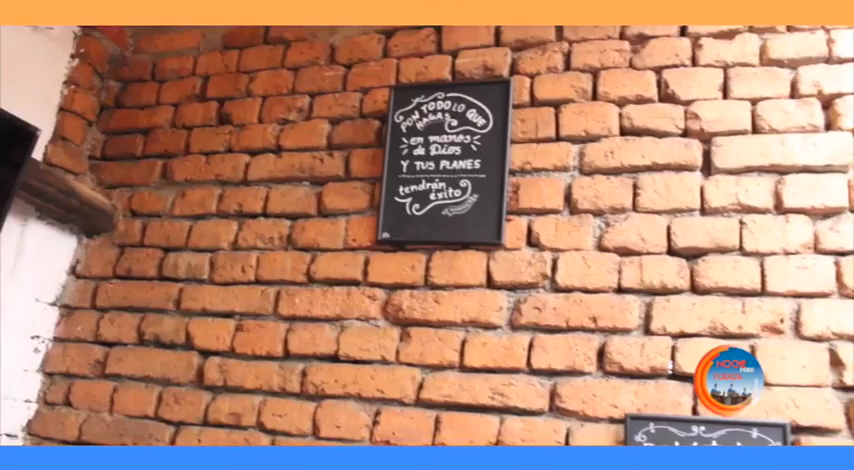 PON TODO LO QUE
HAGAS
en manos
de Dios
Y TUS PLANES
tendrán
éxito